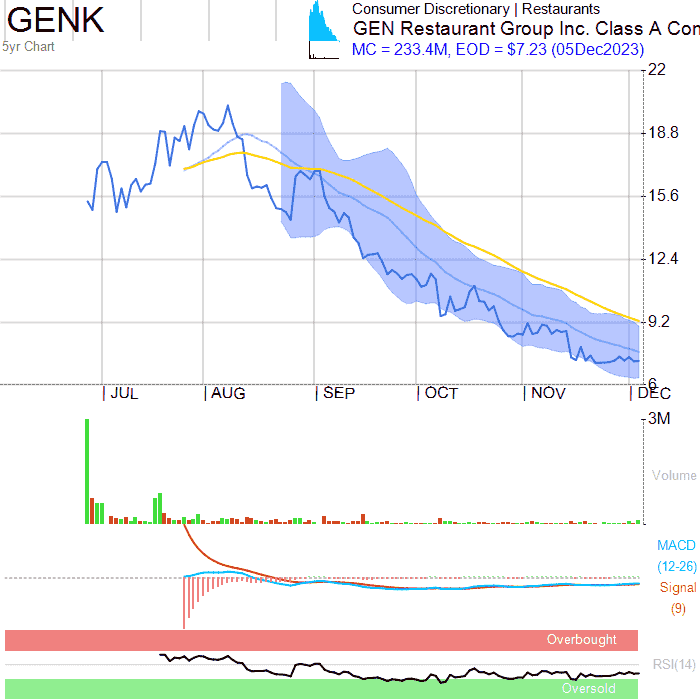 GENK
5yr Chart
Consumer Discretionary | Restaurants
GEN Restaurant Group Inc. Class A Con
MC = 233.4M, EOD = $7.23 (05Dec2023)
22
18.8
15.6
12.4
9.2
6
JUL AUG SEP OCT NOV DEC
3M
Volume
MACD
(12-26)
Signal
(9)
Overbought
RSI(14)
Oversold